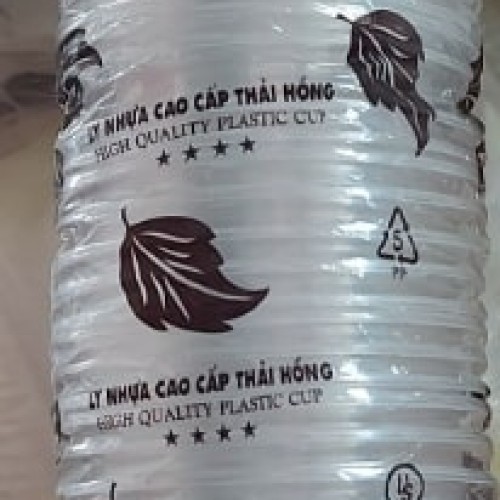 LY NHỰA CAO CẤP THÁI HỒNG
HIGH QUALITY PLASTIC CUP
5
PP
LY NHỰA CAO CẤP THÁI HỒNG
HIGH QUALITY PLASTIC CUP